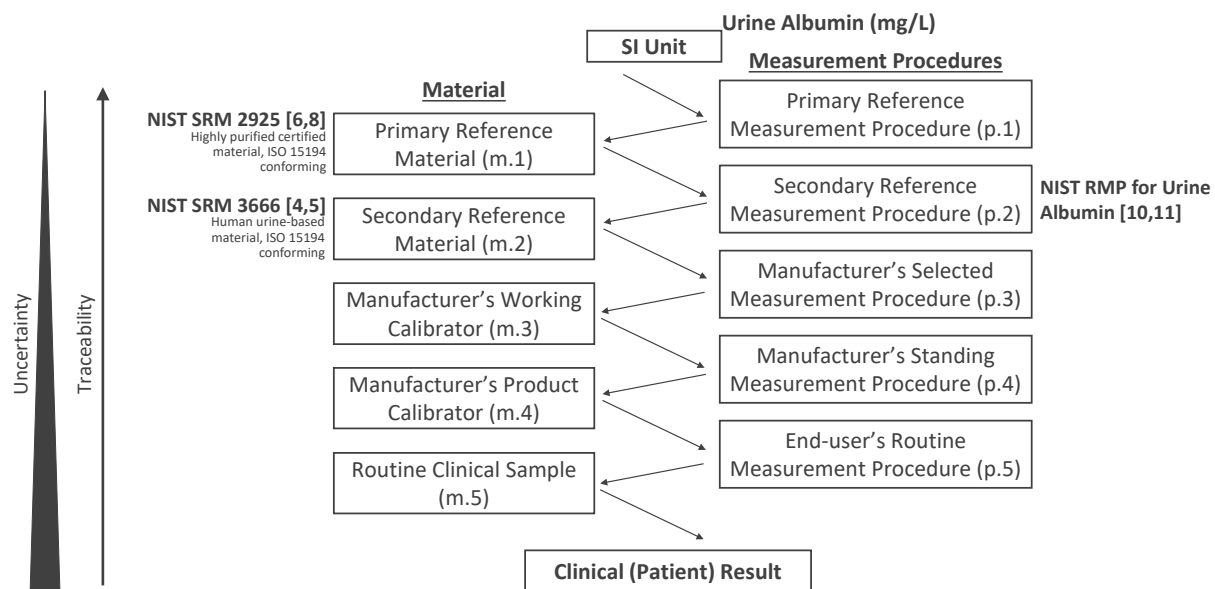 Urine Albumin (mg/L)
SI Unit
Measurement Procedures
Material
Primary Reference
Measurement Procedure (p.1)
NIST SRM 2925 [6,8]
Highly purified certified
material, ISO 15194
conforming
Primary Reference
Material (m.1)
Secondary Reference
Measurement Procedure (p.2)
NIST RMP for Urine
Albumin [10,11]
NIST SRM 3666 [4,5]
Human urine-based
material, ISO 15194
conforming
Secondary Reference
Material (m.2)
Manufacturer's Selected
Measurement Procedure (p.3)
Manufacturer's Working
Calibrator (m.3)
Manufacturer's Standing
Measurement Procedure (p.4)
Manufacturer's Product
Calibrator (m.4)
End-user's Routine
Measurement Procedure (p.5)
Routine Clinical Sample
(m.5)
Clinical (Patient) Result
Uncertainty
Traceability